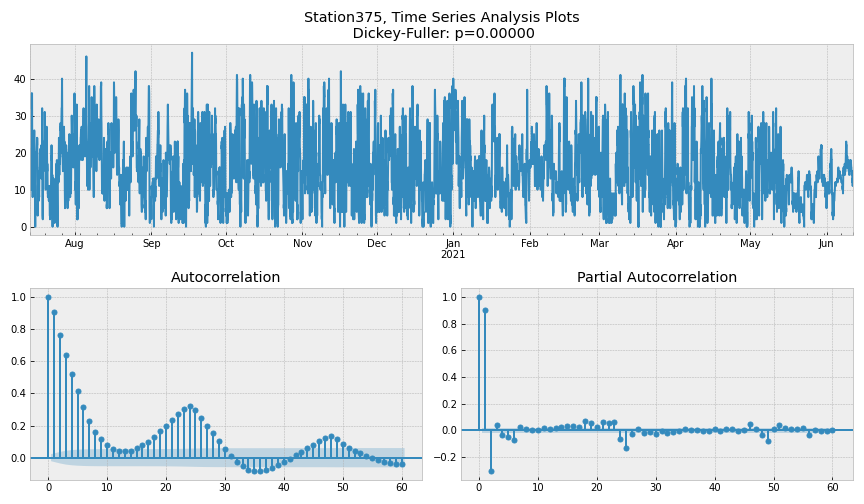 Station375, Time Series Analysis Plots
Dickey-Fuller: p=0.00000
40
30
20
10
0
Aug Sep Oct Nov Dec Jan Feb Mar Apr May Jun
2021
Autocorrelation
1.0
0.8
0.6
0.4
0.2
0.0
0 10 20 30 40 50 60
Partial Autocorrelation
1.0
0.8
0.6
0.4
0.2
0.0
−0.2
0 10 20 30 40 50 60